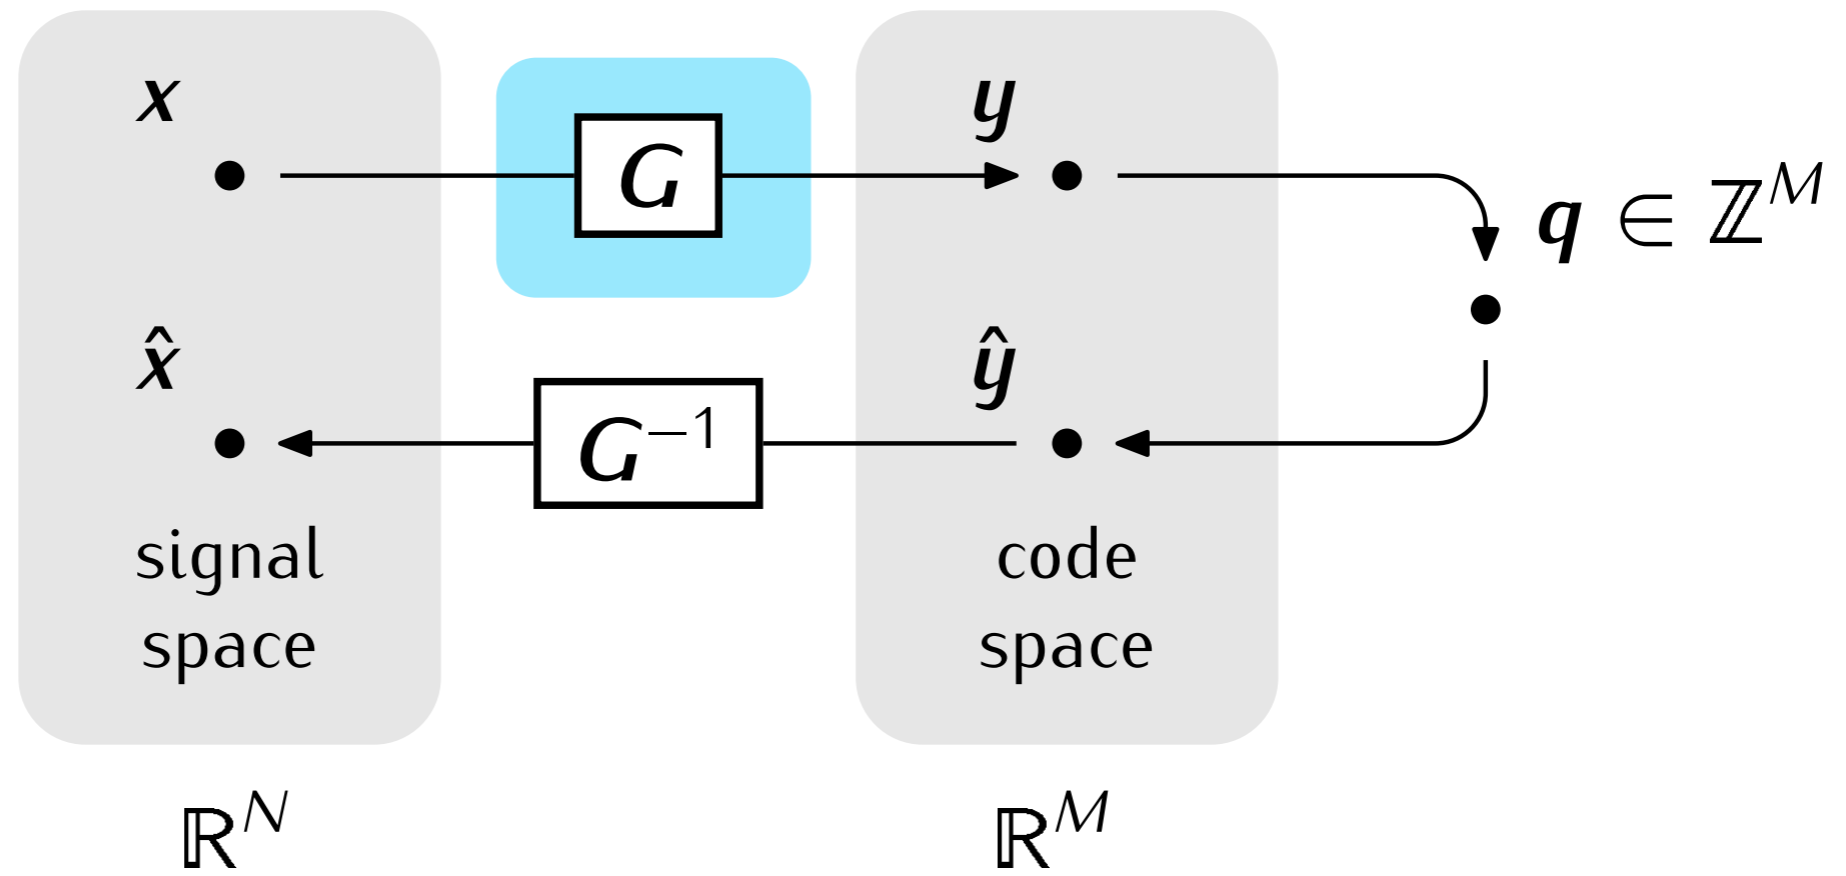 x
G
y
q ∈ ℤ^M
x̂
G^{−1}
ŷ
signal
space
code
space
ℝ^N
ℝ^M